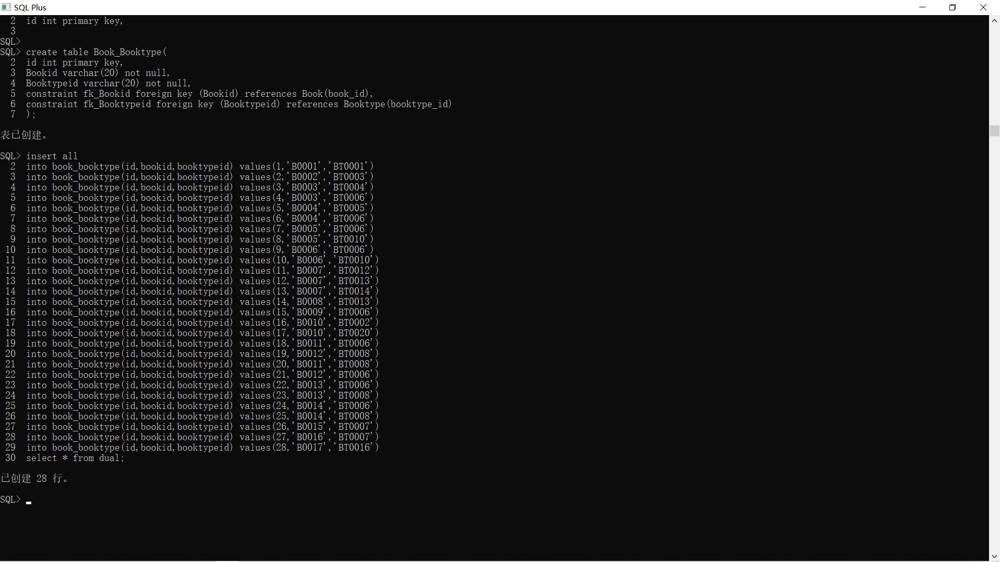 SQL Plus
2 id int primary key,
3
SQL>
SQL> create table Book_Booktype(
2 id int primary key,
3 Bookid varchar(20) not null,
4 Booktypeid varchar(20) not null,
5 constraint fk_Bookid foreign key (Bookid) references Book(book_id),
6 constraint fk_Booktypeid foreign key (Booktypeid) references Booktype(booktype_id)
7 );
表已创建。
SQL> insert all
2 into book_booktype(id,bookid,booktypeid) values(1,'B0001','BT0001')
3 into book_booktype(id,bookid,booktypeid) values(2,'B0002','BT0003')
4 into book_booktype(id,bookid,booktypeid) values(3,'B0003','BT0004')
5 into book_booktype(id,bookid,booktypeid) values(4,'B0003','BT0006')
6 into book_booktype(id,bookid,booktypeid) values(5,'B0004','BT0005')
7 into book_booktype(id,bookid,booktypeid) values(6,'B0004','BT0006')
8 into book_booktype(id,bookid,booktypeid) values(7,'B0005','BT0006')
9 into book_booktype(id,bookid,booktypeid) values(8,'B0005','BT0010')
10 into book_booktype(id,bookid,booktypeid) values(9,'B0006','BT0006')
11 into book_booktype(id,bookid,booktypeid) values(10,'B0006','BT0010')
12 into book_booktype(id,bookid,booktypeid) values(11,'B0007','BT0012')
13 into book_booktype(id,bookid,booktypeid) values(12,'B0007','BT0013')
14 into book_booktype(id,bookid,booktypeid) values(13,'B0007','BT0014')
15 into book_booktype(id,bookid,booktypeid) values(14,'B0008','BT0013')
16 into book_booktype(id,bookid,booktypeid) values(15,'B0009','BT0006')
17 into book_booktype(id,bookid,booktypeid) values(16,'B0010','BT0002')
18 into book_booktype(id,bookid,booktypeid) values(17,'B0010','BT0020')
19 into book_booktype(id,bookid,booktypeid) values(18,'B0011','BT0006')
20 into book_booktype(id,bookid,booktypeid) values(19,'B0012','BT0008')
21 into book_booktype(id,bookid,booktypeid) values(20,'B0011','BT0008')
22 into book_booktype(id,bookid,booktypeid) values(21,'B0012','BT0006')
23 into book_booktype(id,bookid,booktypeid) values(22,'B0013','BT0006')
24 into book_booktype(id,bookid,booktypeid) values(23,'B0013','BT0008')
25 into book_booktype(id,bookid,booktypeid) values(24,'B0014','BT0006')
26 into book_booktype(id,bookid,booktypeid) values(25,'B0014','BT0008')
27 into book_booktype(id,bookid,booktypeid) values(26,'B0015','BT0007')
28 into book_booktype(id,bookid,booktypeid) values(27,'B0016','BT0007')
29 into book_booktype(id,bookid,booktypeid) values(28,'B0017','BT0016')
30 select * from dual;
已创建 28 行。
SQL>